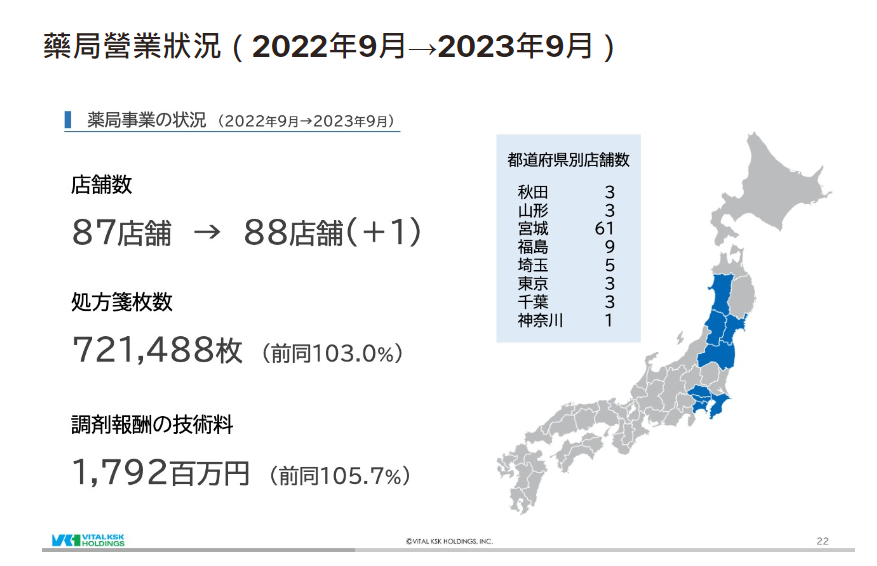 藥局營業狀況(2022年9月→2023年9月)
薬局事業の状況 (2022年9月→2023年9月)
店舗数
87店舗 → 88店舗(+1)
処方箋枚数
721,488枚 (前同103.0%)
調剤報酬の技術料
1,792百万円 (前同105.7%)
都道府県別店舗数
秋田 3
山形 3
宮城 61
福島 9
埼玉 5
東京 3
千葉 3
神奈川 1
VITAL KSK
HOLDINGS
©VITAL KSK HOLDINGS, INC.
22